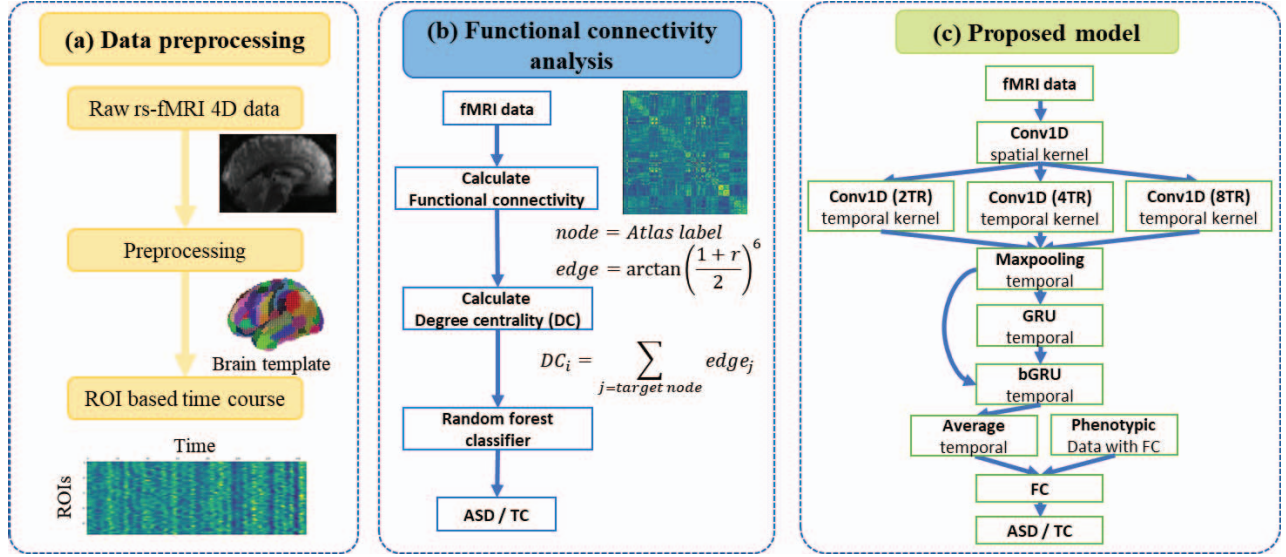 (a) Data preprocessing
Raw rs-fMRI 4D data
Preprocessing
Brain template
ROI based time course
Time
ROIs
(b) Functional connectivity
analysis
fMRI data
Calculate
Functional connectivity
node = Atlas label
edge = arctan((1 + r)/2)^6
Calculate
Degree centrality (DC)
DC_i = ∑_{j=target node} edge_j
Random forest
classifier
ASD / TC
(c) Proposed model
fMRI data
Conv1D
spatial kernel
Conv1D (2TR)
temporal kernel
Conv1D (4TR)
temporal kernel
Conv1D (8TR)
temporal kernel
Maxpooling
temporal
GRU
temporal
bGRU
temporal
Average
temporal
Phenotypic
Data with FC
FC
ASD / TC